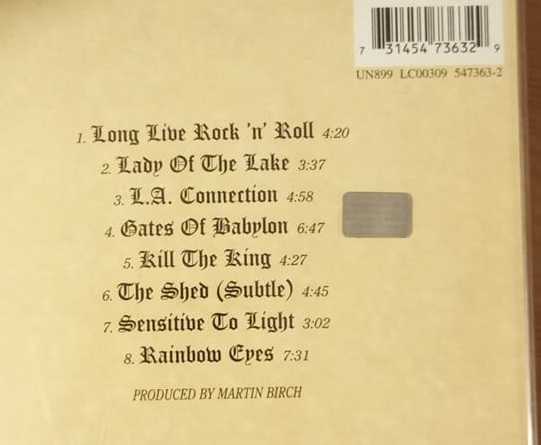 7 31454 73632 9
UN899 LC00309 547363-2
1. Long Live Rock 'n' Roll 4:20
2. Lady Of The Lake 3:37
3. L.A. Connection 4:58
4. Gates Of Babylon 6:47
5. Kill The King 4:27
6. The Shed (Subtle) 4:45
7. Sensitive To Light 3:02
8. Rainbow Eyes 7:31
PRODUCED BY MARTIN BIRCH